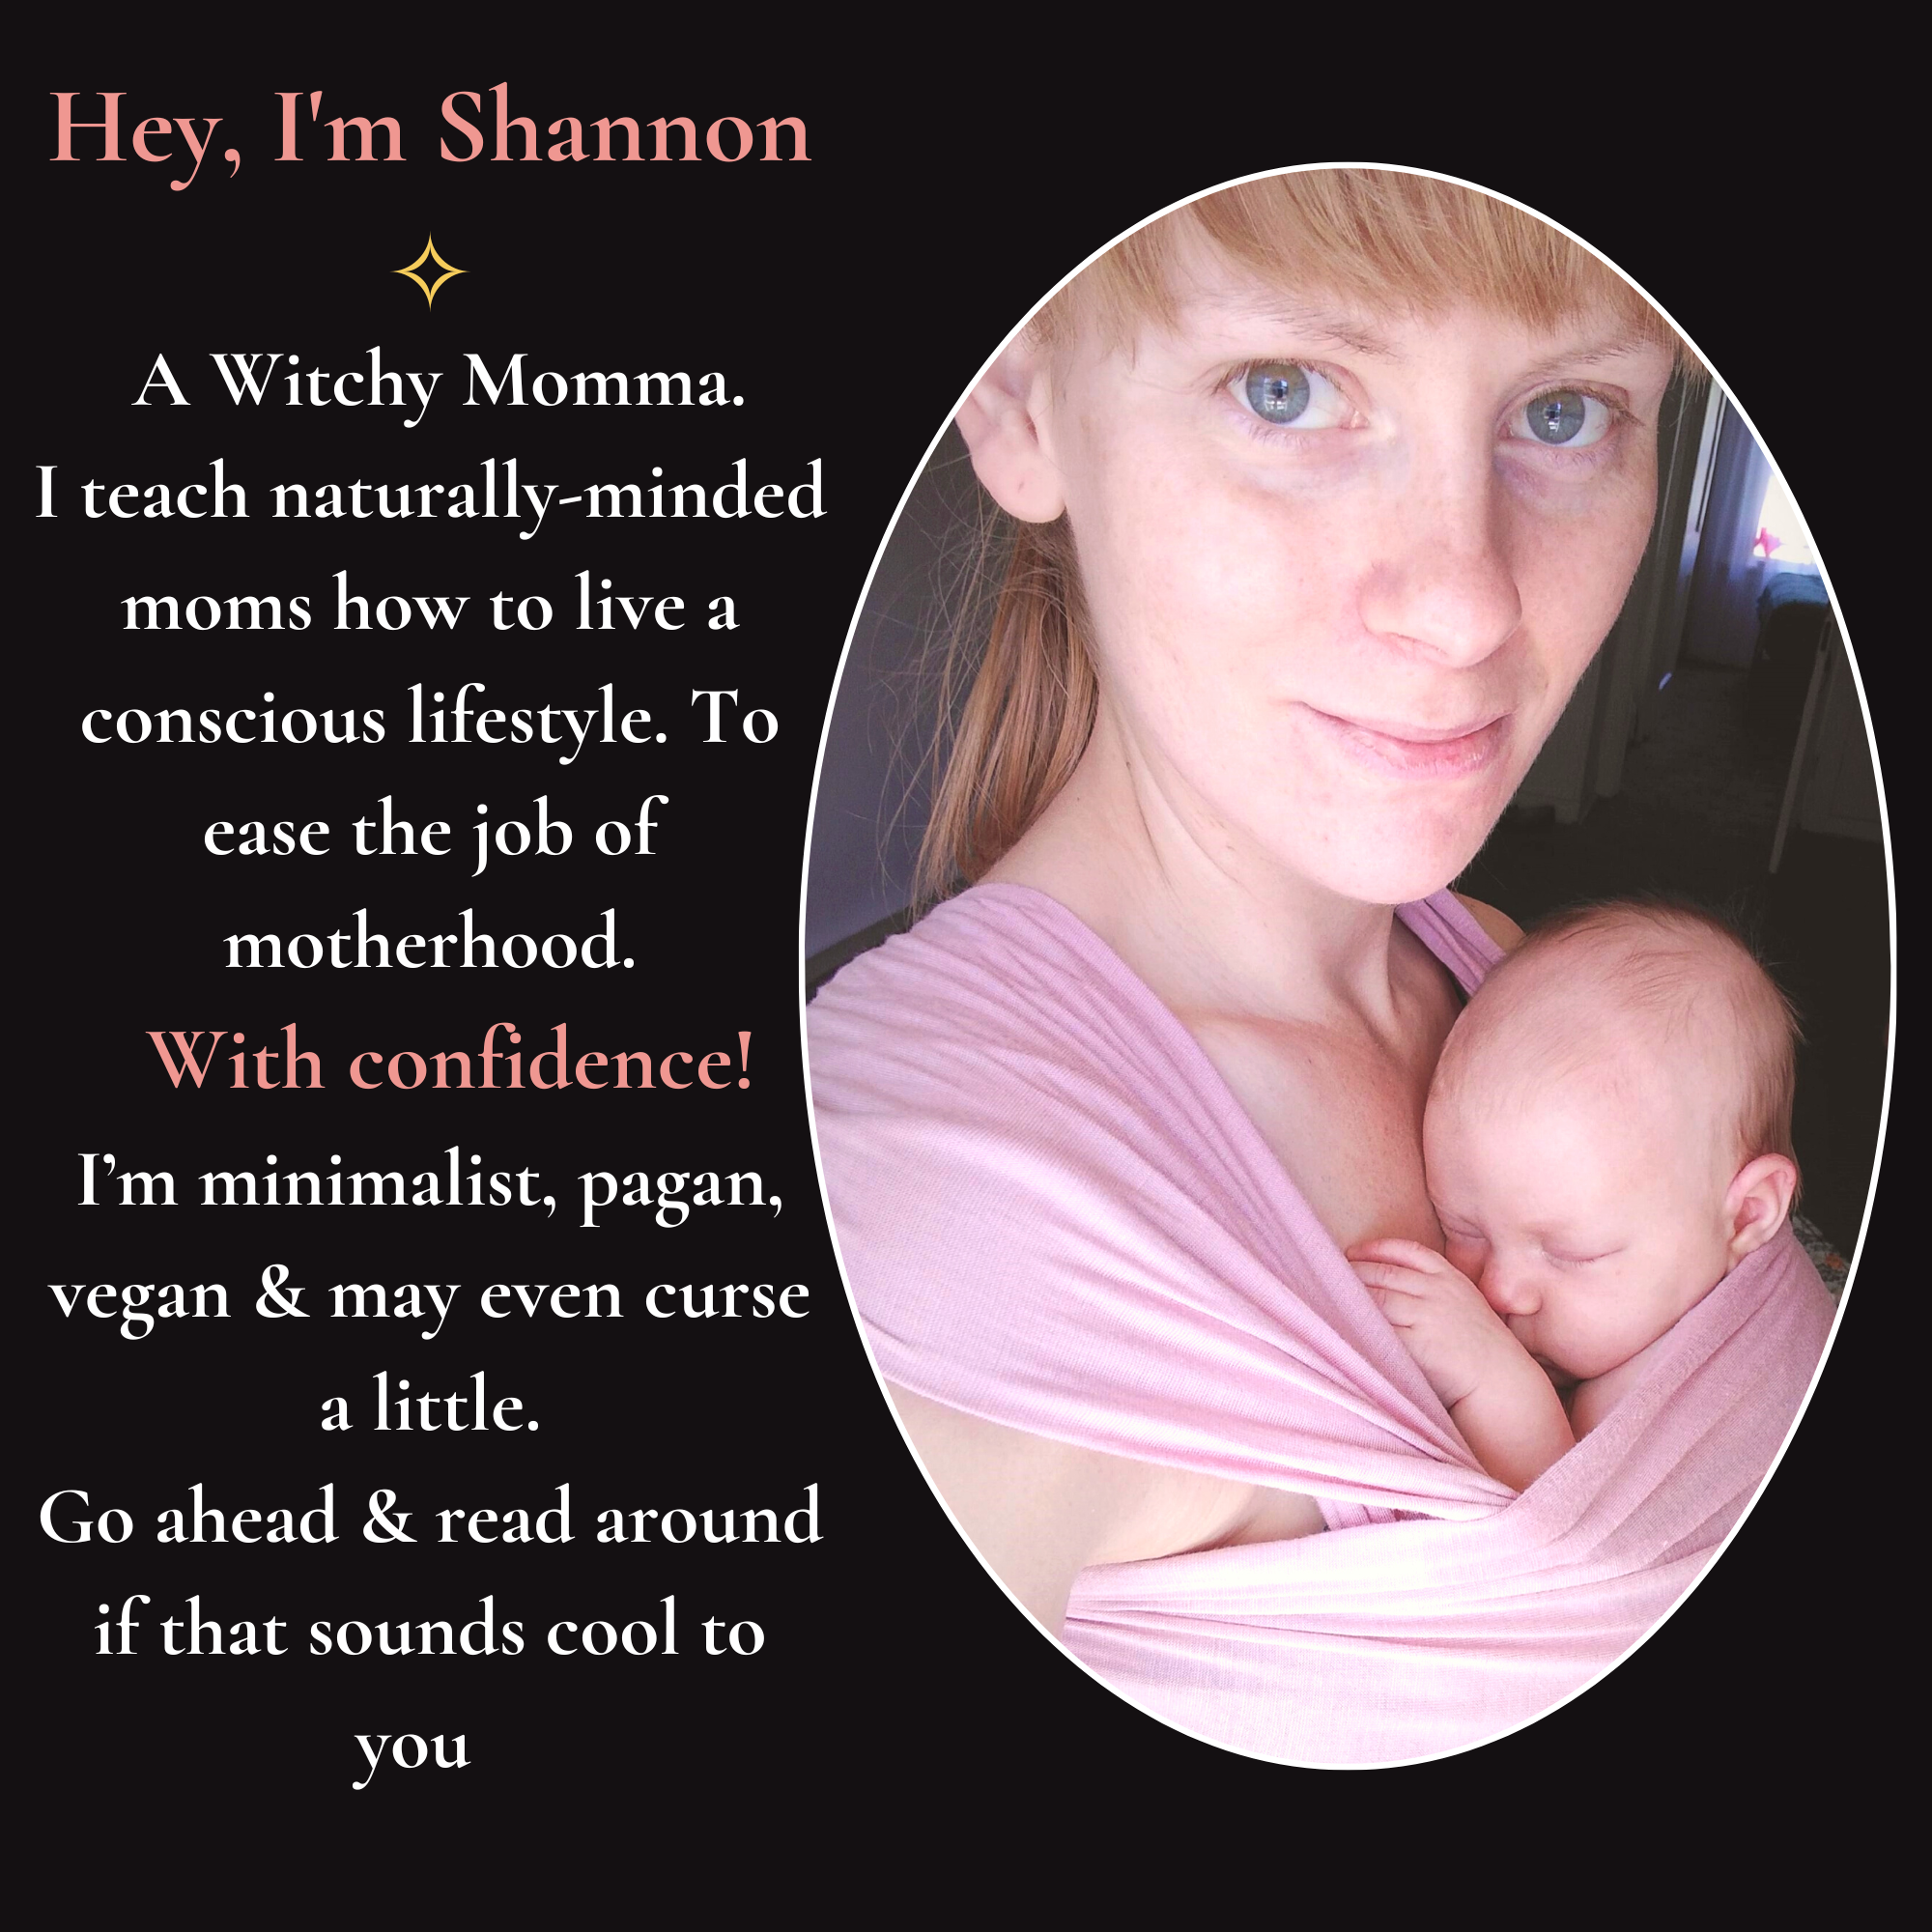 Hey, I'm Shannon
A Witchy Momma.
I teach naturally-minded
moms how to live a
conscious lifestyle. To
ease the job of
motherhood.
With confidence!
I’m minimalist, pagan,
vegan & may even curse
a little.
Go ahead & read around
if that sounds cool to
you